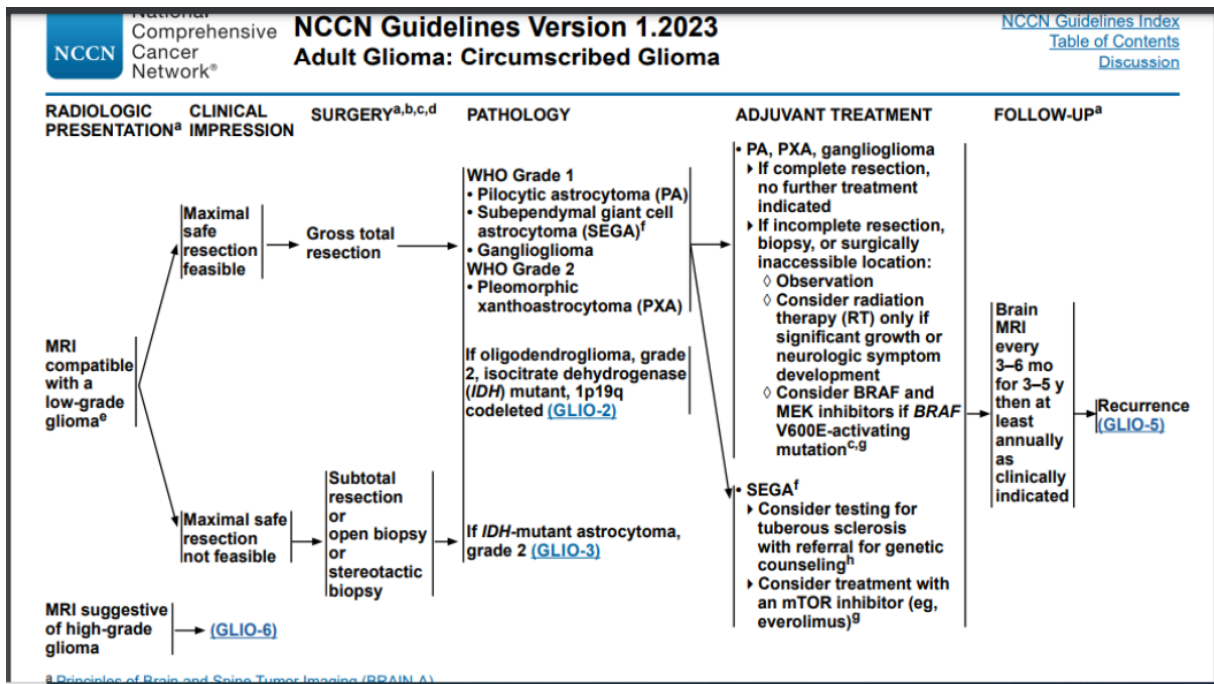 National
Comprehensive
Cancer
Network®
NCCN
NCCN Guidelines Version 1.2023
Adult Glioma: Circumscribed Glioma
NCCN Guidelines Index
Table of Contents
Discussion
RADIOLOGIC
PRESENTATIONᵃ
CLINICAL
IMPRESSION
SURGERYᵃ,ᵇ,ᶜ,ᵈ
PATHOLOGY
ADJUVANT TREATMENT
FOLLOW-UPᵃ
MRI
compatible
with a
low-grade
gliomaᵉ
Maximal
safe
resection
feasible
Gross total
resection
Maximal safe
resection
not feasible
Subtotal
resection
or
open biopsy
or
stereotactic
biopsy
WHO Grade 1
• Pilocytic astrocytoma (PA)
• Subependymal giant cell
astrocytoma (SEGA)ᶠ
• Ganglioglioma
WHO Grade 2
• Pleomorphic
xanthoastrocytoma (PXA)
If oligodendroglioma, grade
2, isocitrate dehydrogenase
(IDH) mutant, 1p19q
codeleted (GLIO-2)
If IDH-mutant astrocytoma,
grade 2 (GLIO-3)
• PA, PXA, ganglioglioma
‣ If complete resection,
no further treatment
indicated
‣ If incomplete resection,
biopsy, or surgically
inaccessible location:
◊ Observation
◊ Consider radiation
therapy (RT) only if
significant growth or
neurologic symptom
development
◊ Consider BRAF and
MEK inhibitors if BRAF
V600E-activating
mutationᶜ,ᵍ
• SEGAᶠ
‣ Consider testing for
tuberous sclerosis
with referral for genetic
counselingʰ
‣ Consider treatment with
an mTOR inhibitor (eg,
everolimus)ᵍ
Brain
MRI
every
3–6 mo
for 3–5 y
then at
least
annually
as
clinically
indicated
Recurrence
(GLIO-5)
MRI suggestive
of high-grade
glioma
(GLIO-6)
ᵃ Principles of Brain and Spine Tumor Imaging (BRAIN-A)